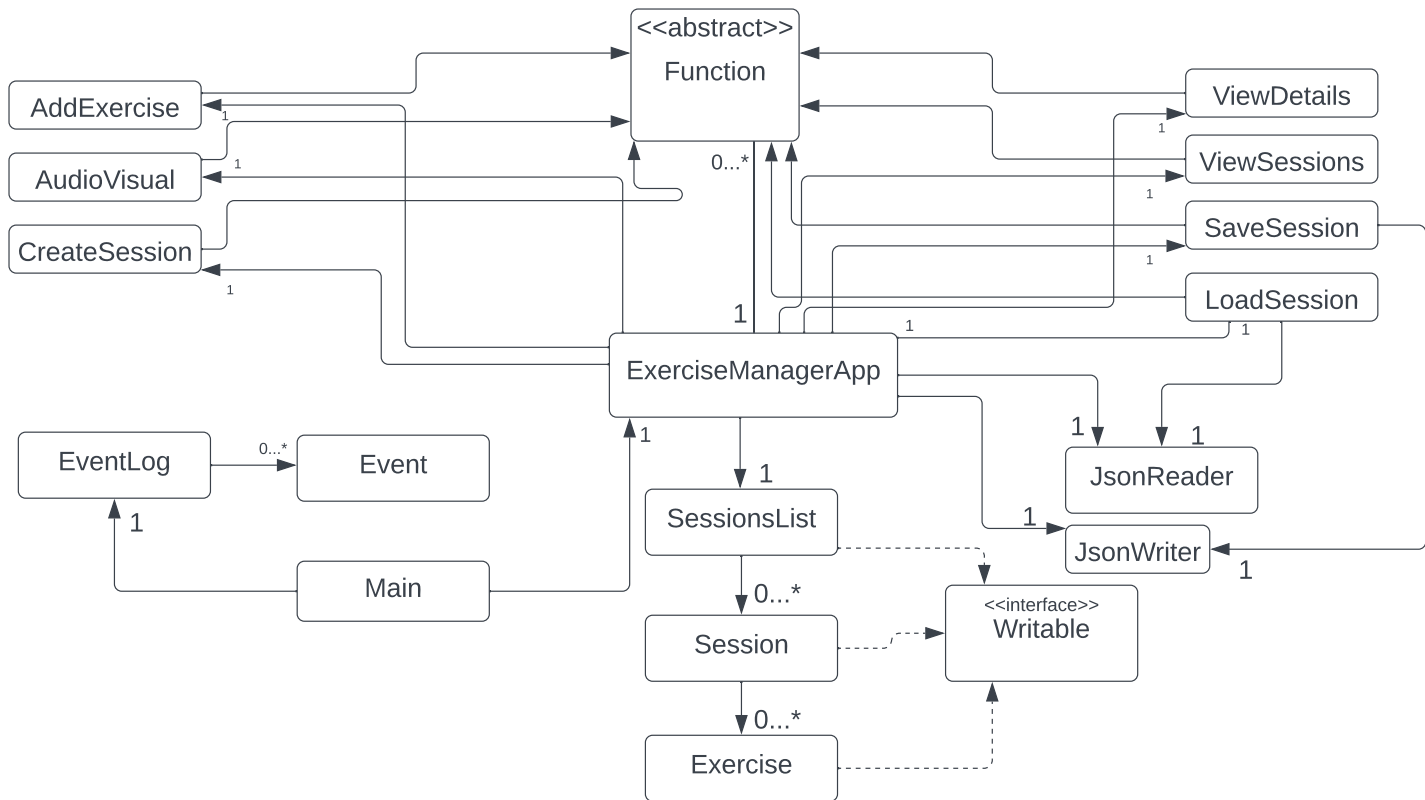 <<abstract>>
Function
AddExercise
1
AudioVisual
1
CreateSession
1
ViewDetails
1
ViewSessions
1
SaveSession
1
LoadSession
1
1
0...*
1
ExerciseManagerApp
1
EventLog
0...*
Event
1
Main
1
SessionsList
0...*
Session
0...*
Exercise
1
1
JsonReader
1
JsonWriter
1
<<interface>>
Writable